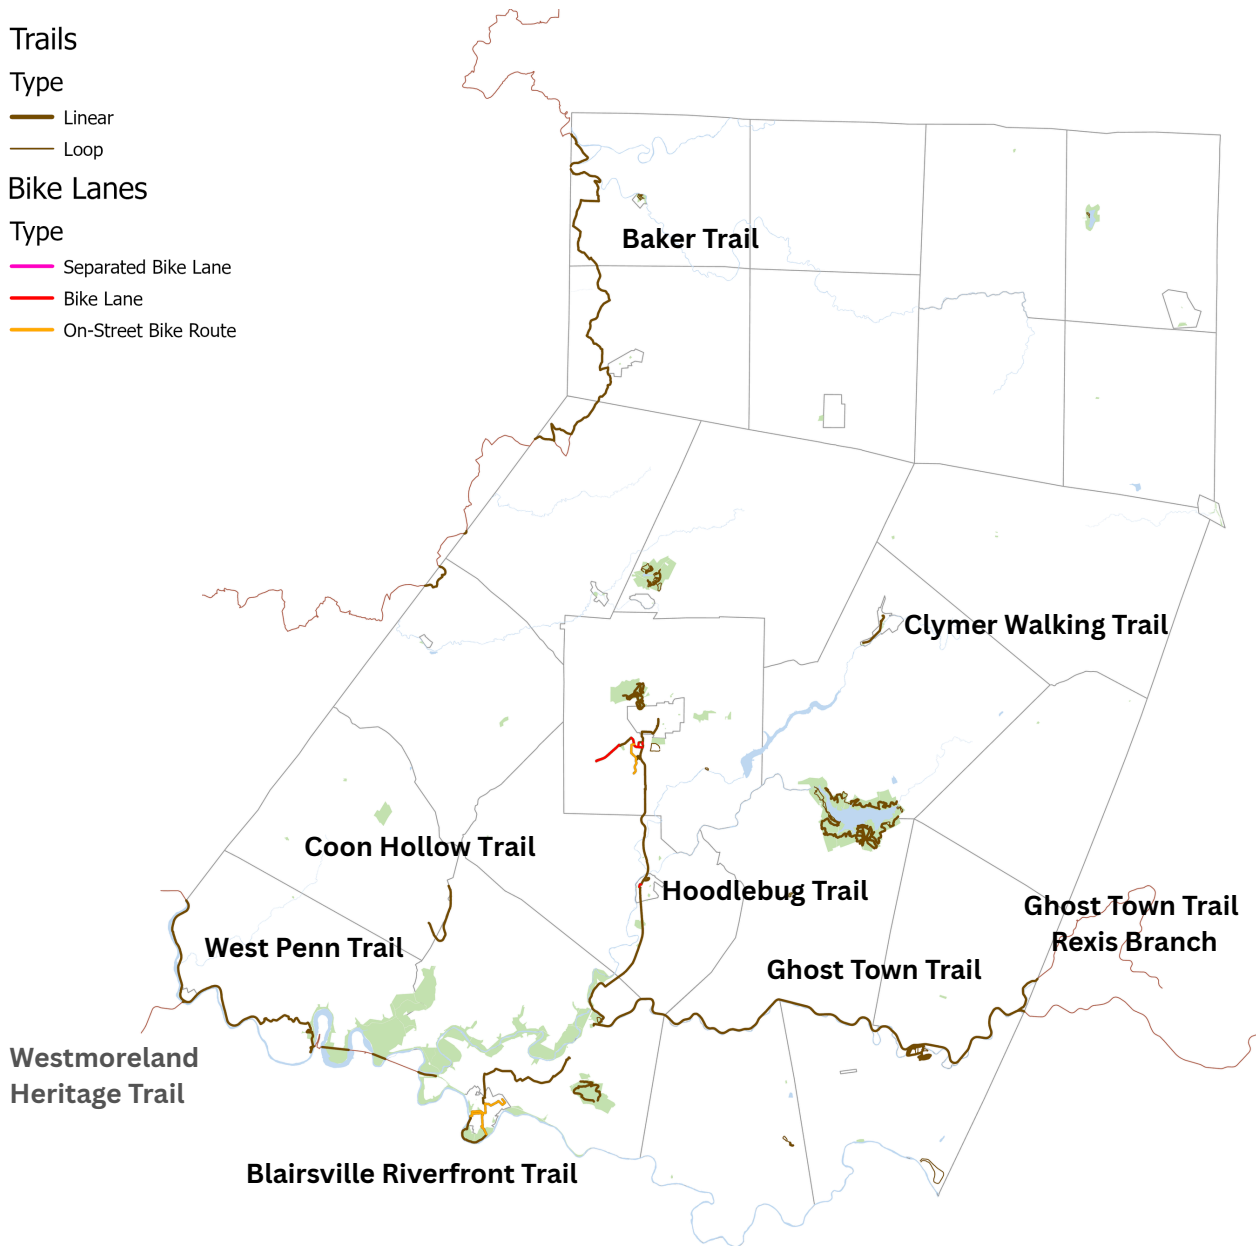 Trails
Type
Linear
Loop
Bike Lanes
Type
Separated Bike Lane
Bike Lane
On-Street Bike Route
Baker Trail
Clymer Walking Trail
Coon Hollow Trail
Hoodlebug Trail
Ghost Town Trail
Rexis Branch
West Penn Trail
Ghost Town Trail
Westmoreland
Heritage Trail
Blairsville Riverfront Trail